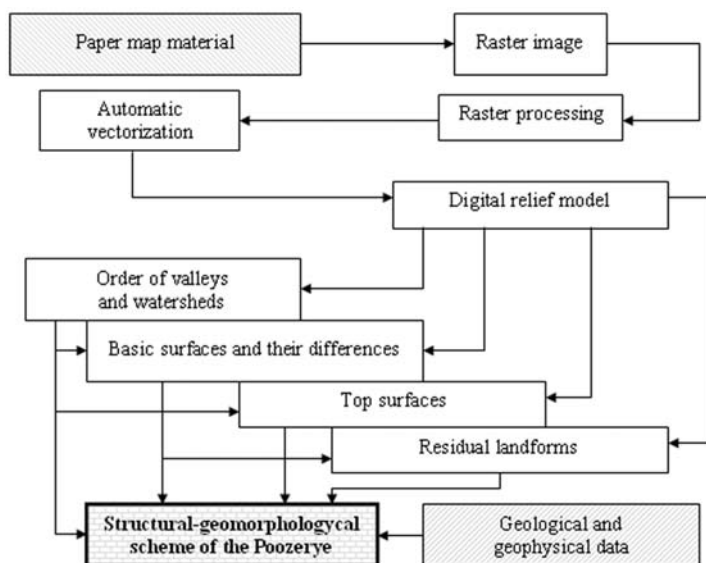 Paper map material
Raster image
Automatic
vectorization
Raster processing
Digital relief model
Order of valleys
and watersheds
Basic surfaces and their differences
Top surfaces
Residual landforms
Structural-geomorphologycal
scheme of the Poozerye
Geological and
geophysical data